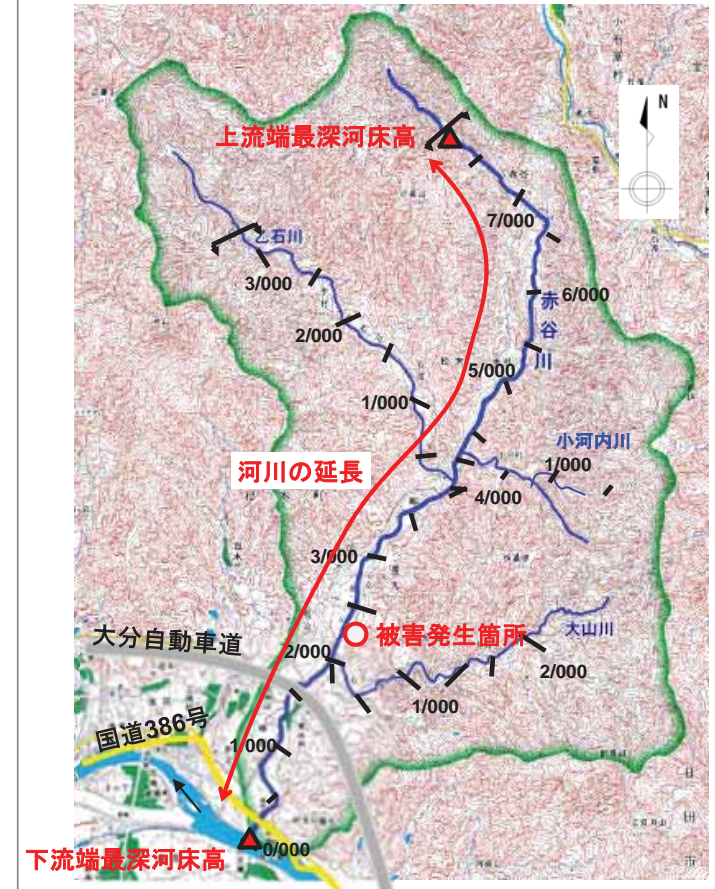 N
上流端最深河床高
7/000
乙石川
3/000
6/000
赤谷川
2/000
5/000
1/000
小河内川
1/000
河川の延長
4/000
3/000
被害発生箇所
大山川
大分自動車道
2/000
2/000
1/000
国道386号
1/000
下流端最深河床高
0/000
日田市